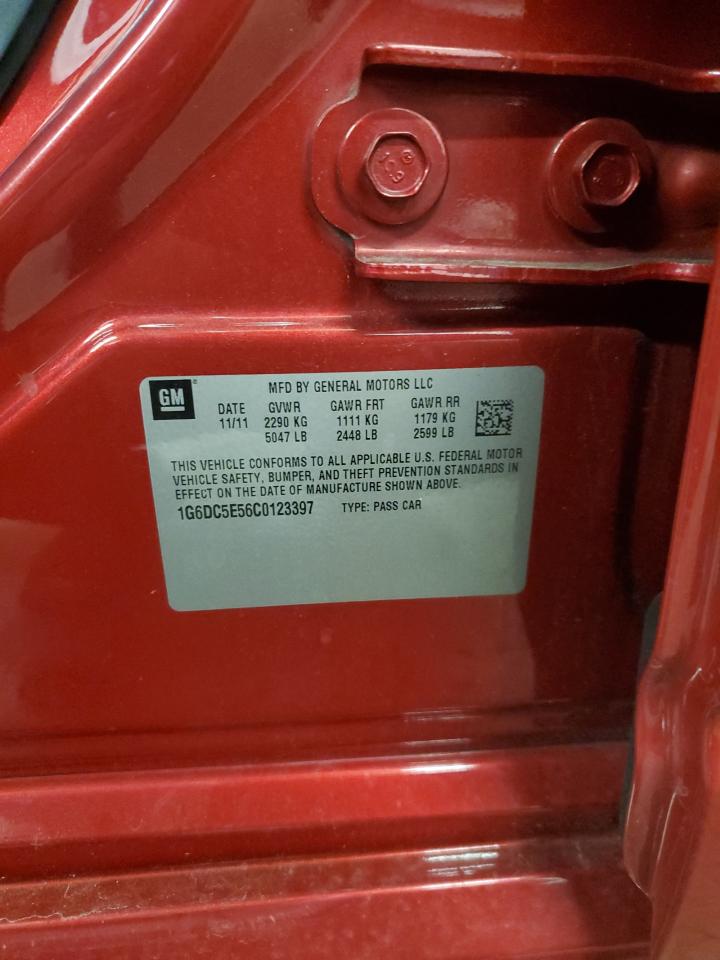 GM
MFD BY GENERAL MOTORS LLC
DATE GVWR GAWR FRT GAWR RR
11/11 2290 KG 1111 KG 1179 KG
5047 LB 2448 LB 2599 LB
THIS VEHICLE CONFORMS TO ALL APPLICABLE U.S. FEDERAL MOTOR
VEHICLE SAFETY, BUMPER, AND THEFT PREVENTION STANDARDS IN
EFFECT ON THE DATE OF MANUFACTURE SHOWN ABOVE.
1G6DC5E56C0123397 TYPE: PASS CAR